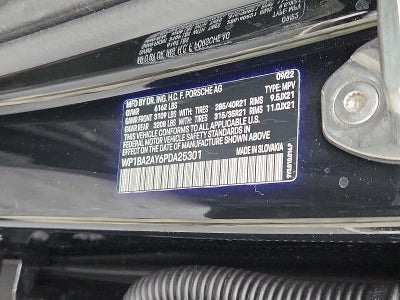 09/22
MFD BY DR. ING. H.C. F. PORSCHE AG
GVWR 6162 LBS TYPE: MPV
GAWR FRONT 3109 LBS WITH TIRES 285/40R21 RIMS 9.5JX21
GAWR REAR 3208 LBS WITH TIRES 315/35R21 RIMS 11.0JX21
THIS VEHICLE CONFORMS TO ALL APPLICABLE
FEDERAL MOTOR VEHICLE SAFETY STANDARDS IN EFFECT
ON THE DATE OF MANUFACTURE SHOWN ABOVE.
WP1BA2AY6PDA25301 MADE IN SLOVAKIA